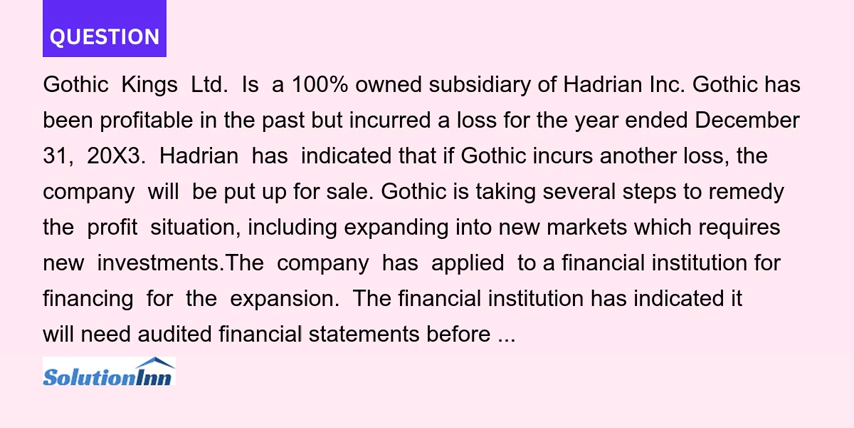 QUESTION
Gothic Kings Ltd. Is a 100% owned subsidiary of Hadrian Inc. Gothic has
been profitable in the past but incurred a loss for the year ended December
31, 20X3. Hadrian has indicated that if Gothic incurs another loss, the
company will be put up for sale. Gothic is taking several steps to remedy
the profit situation, including expanding into new markets which requires
new investments.The company has applied to a financial institution for
financing for the expansion. The financial institution has indicated it
will need audited financial statements before ...
SolutionInn